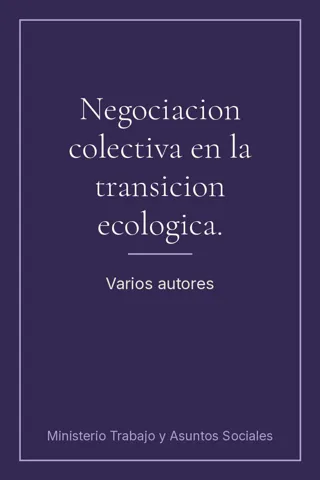 Negociacion
colectiva en la
transicion
ecologica.
Varios autores
Ministerio Trabajo y Asuntos Sociales